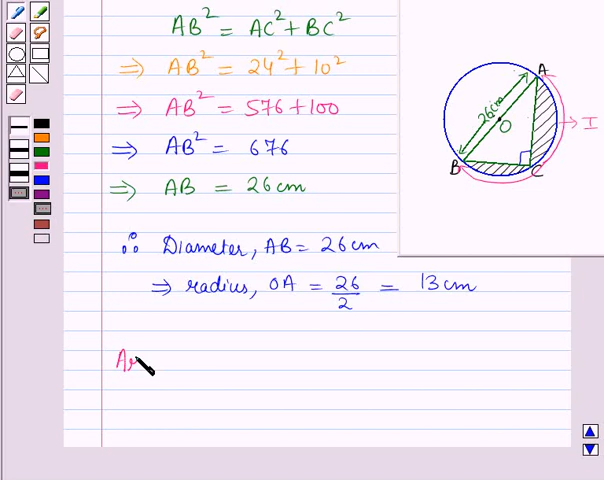 AB² = AC² + BC²
⇒ AB² = 24² + 10²
⇒ AB² = 576 + 100
⇒ AB² = 676
⇒ AB = 26 cm
∴ Diameter, AB = 26 cm
⇒ radius, OA = 26/2 = 13 cm
Ar
A
26cm
O
I
B
C